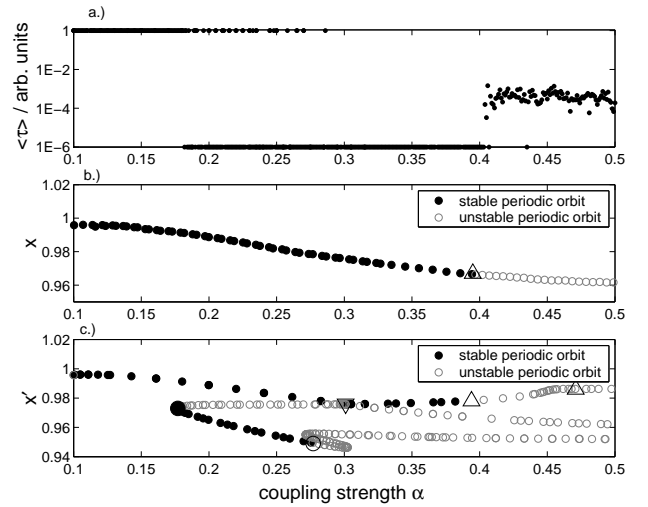 a.)
<τ> / arb. units
1
1E−2
1E−4
1E−6
0.1 0.15 0.2 0.25 0.3 0.35 0.4 0.45 0.5
b.)
x
1.02
1
0.98
0.96
stable periodic orbit
unstable periodic orbit
0.1 0.15 0.2 0.25 0.3 0.35 0.4 0.45 0.5
c.)
x′
1.02
1
0.98
0.96
0.94
stable periodic orbit
unstable periodic orbit
0.1 0.15 0.2 0.25 0.3 0.35 0.4 0.45 0.5
coupling strength α